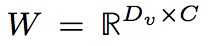 W = ℝ^{D_v × C}